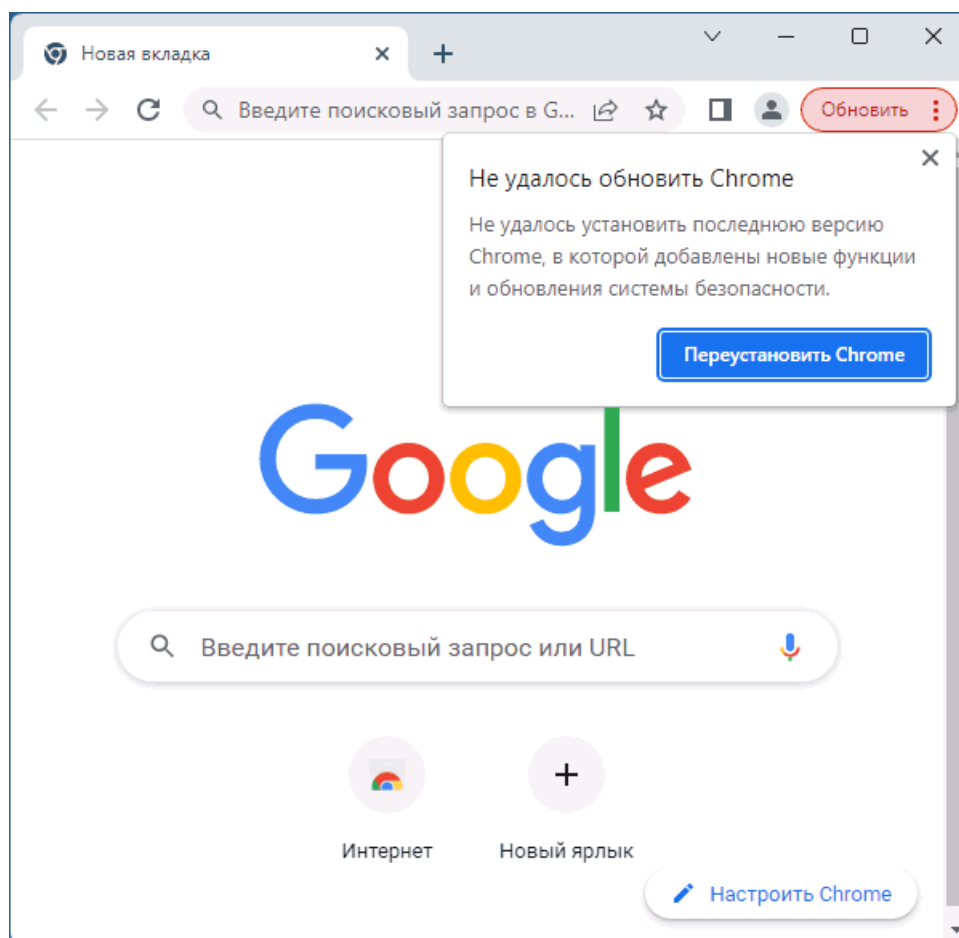 Новая вкладка
Введите поисковый запрос в G...
Обновить
Не удалось обновить Chrome
Не удалось установить последнюю версию
Chrome, в которой добавлены новые функции
и обновления системы безопасности.
Переустановить Chrome
Google
Введите поисковый запрос или URL
Интернет
Новый ярлык
Настроить Chrome